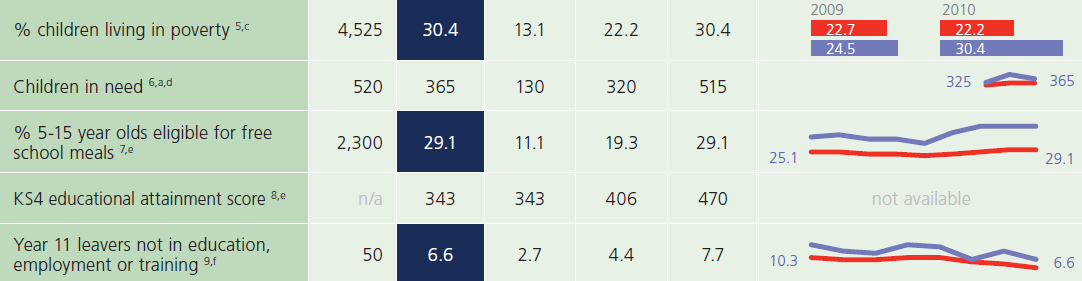 2009 2010
% children living in poverty 5,c 4,525 30.4 13.1 22.2 30.4 22.7 22.2
24.5 30.4
Children in need 6,a,d 520 365 130 320 515 325 365
% 5-15 year olds eligible for free
school meals 7,e 2,300 29.1 11.1 19.3 29.1 25.1 29.1
KS4 educational attainment score 8,e n/a 343 343 406 470 not available
Year 11 leavers not in education,
employment or training 9,f 50 6.6 2.7 4.4 7.7 10.3 6.6